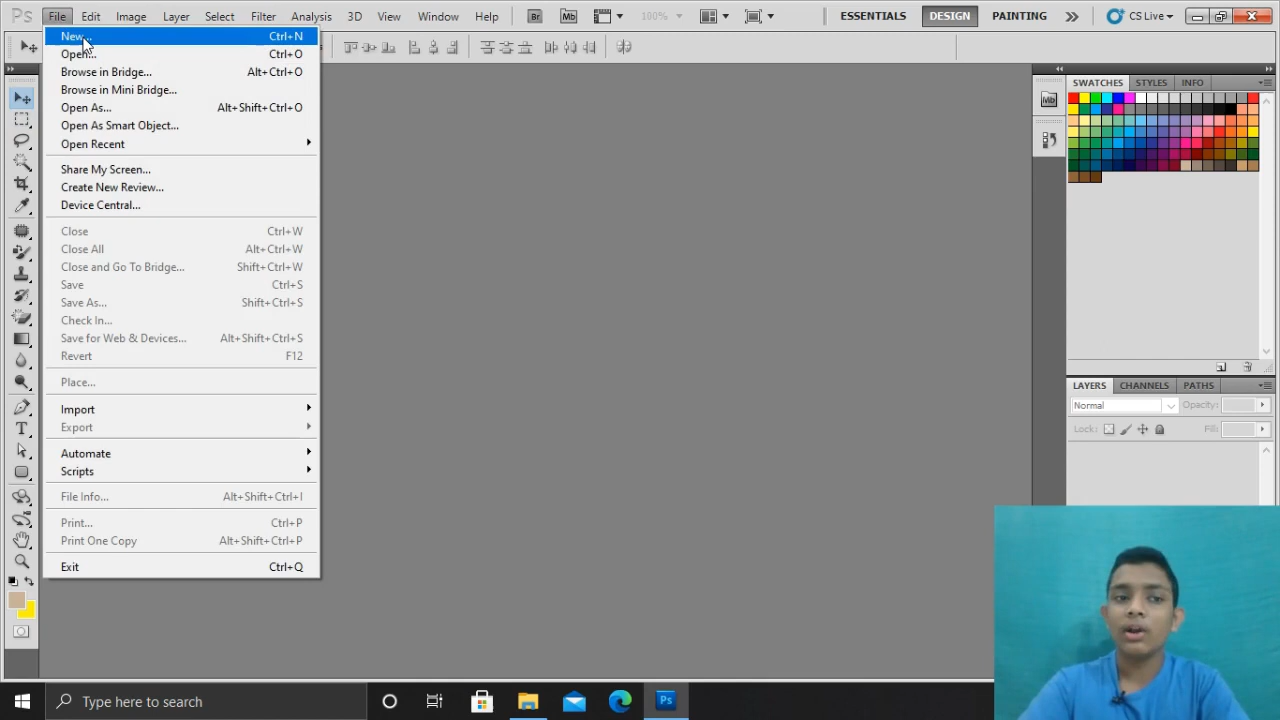 Ps File Edit Image Layer Select Filter Analysis 3D View Window Help Br Mb 100% ESSENTIALS DESIGN PAINTING CS Live
New... Ctrl+N
Open... Ctrl+O
Browse in Bridge... Alt+Ctrl+O
Browse in Mini Bridge...
Open As... Alt+Shift+Ctrl+O
Open As Smart Object...
Open Recent
Share My Screen...
Create New Review...
Device Central...
Close Ctrl+W
Close All Alt+Ctrl+W
Close and Go To Bridge... Shift+Ctrl+W
Save Ctrl+S
Save As... Shift+Ctrl+S
Check In...
Save for Web & Devices... Alt+Shift+Ctrl+S
Revert F12
Place...
Import
Export
Automate
Scripts
File Info... Alt+Shift+Ctrl+I
Print... Ctrl+P
Print One Copy Alt+Shift+Ctrl+P
Exit Ctrl+Q
SWATCHES STYLES INFO
Mb
LAYERS CHANNELS PATHS
Normal Opacity:
Lock: Fill:
Type here to search
Ps